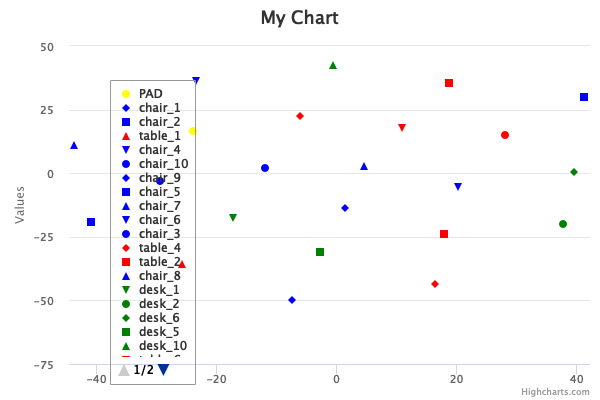 My Chart
Values
50
25
0
−25
−50
−75
−40
−20
0
20
40
PAD
chair_1
chair_2
table_1
chair_4
chair_10
chair_9
chair_5
chair_7
chair_6
chair_3
table_4
table_2
chair_8
desk_1
desk_2
desk_6
desk_5
desk_10
1/2
Highcharts.com